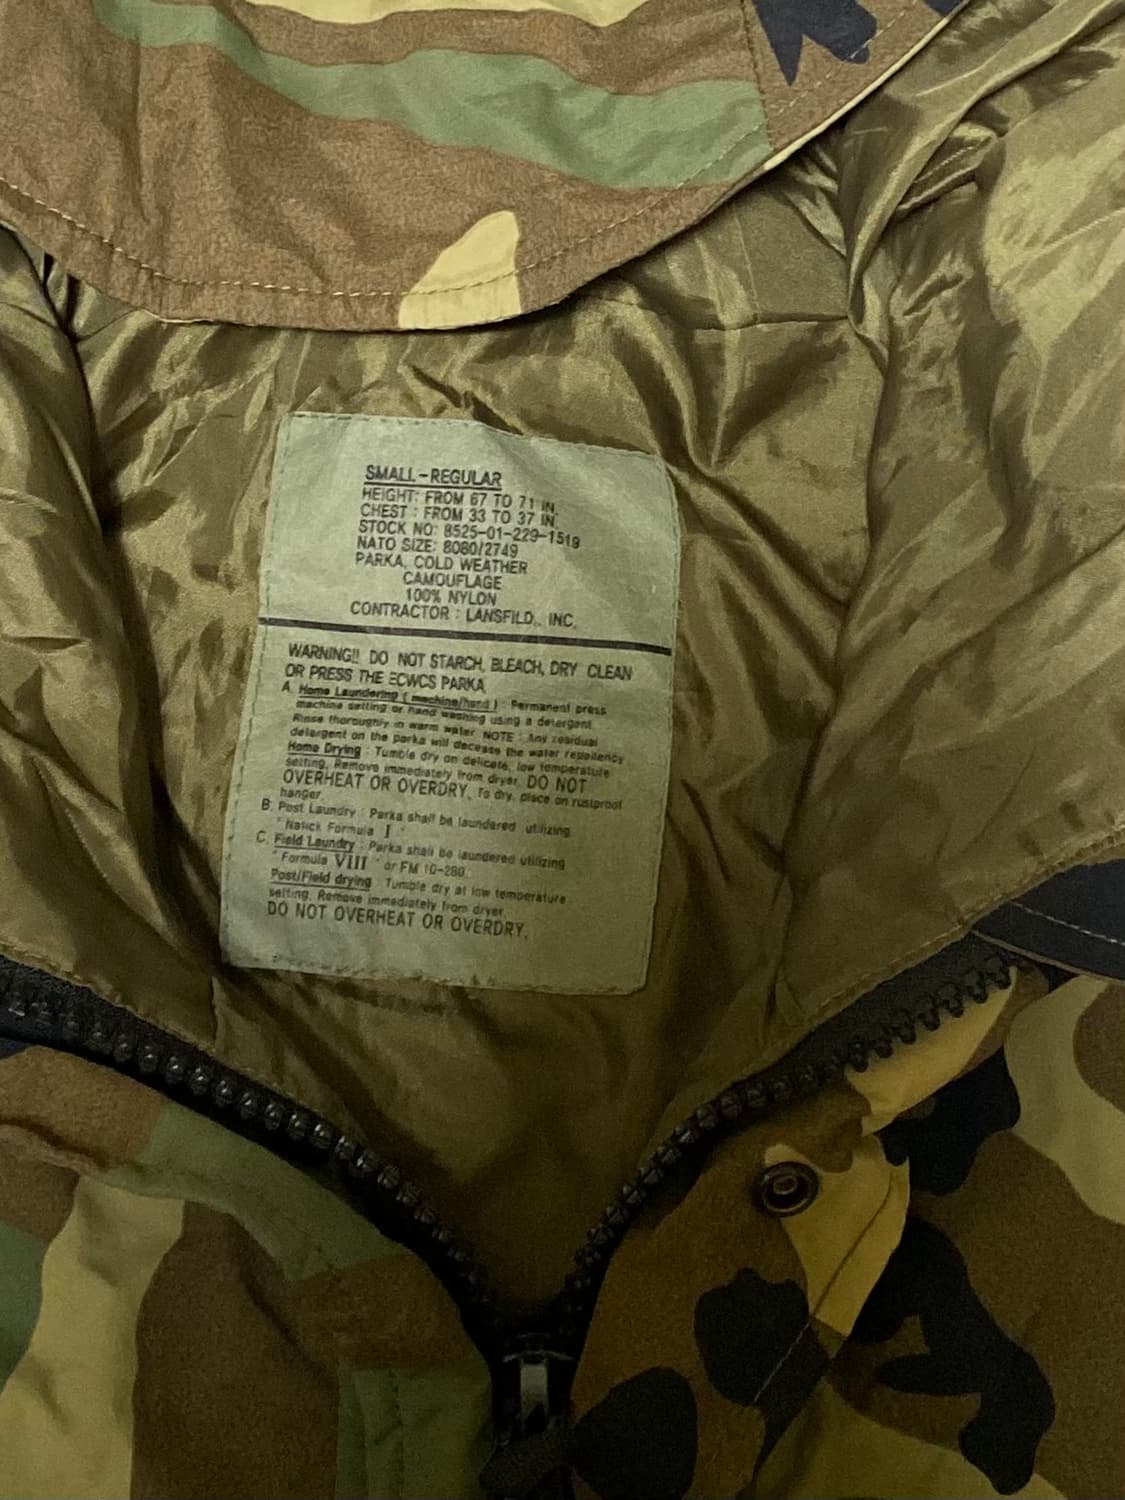 SMALL-REGULAR
HEIGHT: FROM 67 TO 71 IN.
CHEST : FROM 33 TO 37 IN.
STOCK NO: 8525-01-229-1519
NATO SIZE: 8080/2749
PARKA, COLD WEATHER
CAMOUFLAGE
100% NYLON
CONTRACTOR : LANSFILD., INC.
WARNING!! DO NOT STARCH, BLEACH, DRY CLEAN
OR PRESS THE ECWCS PARKA
A. Home Laundering ( machine/hand ) : Permanent press
machine setting or hand washing using a detergent.
Rinse thoroughly in warm water NOTE : Any residual
detergent on the parka will decease the water repellency
Home Drying : Tumble dry on delicate, low temperature
setting, Remove immediately from dryer. DO NOT
OVERHEAT OR OVERDRY. To dry, place on rustproof
hanger.
B. Post Laundry : Parka shall be laundered utilizing
" Natick Formula I "
C. Field Laundry : Parka shall be laundered utilizing
" Formula VIII " or FM 10-280.
Post/Field drying : Tumble dry at low temperature
setting. Remove immediately from dryer.
DO NOT OVERHEAT OR OVERDRY.